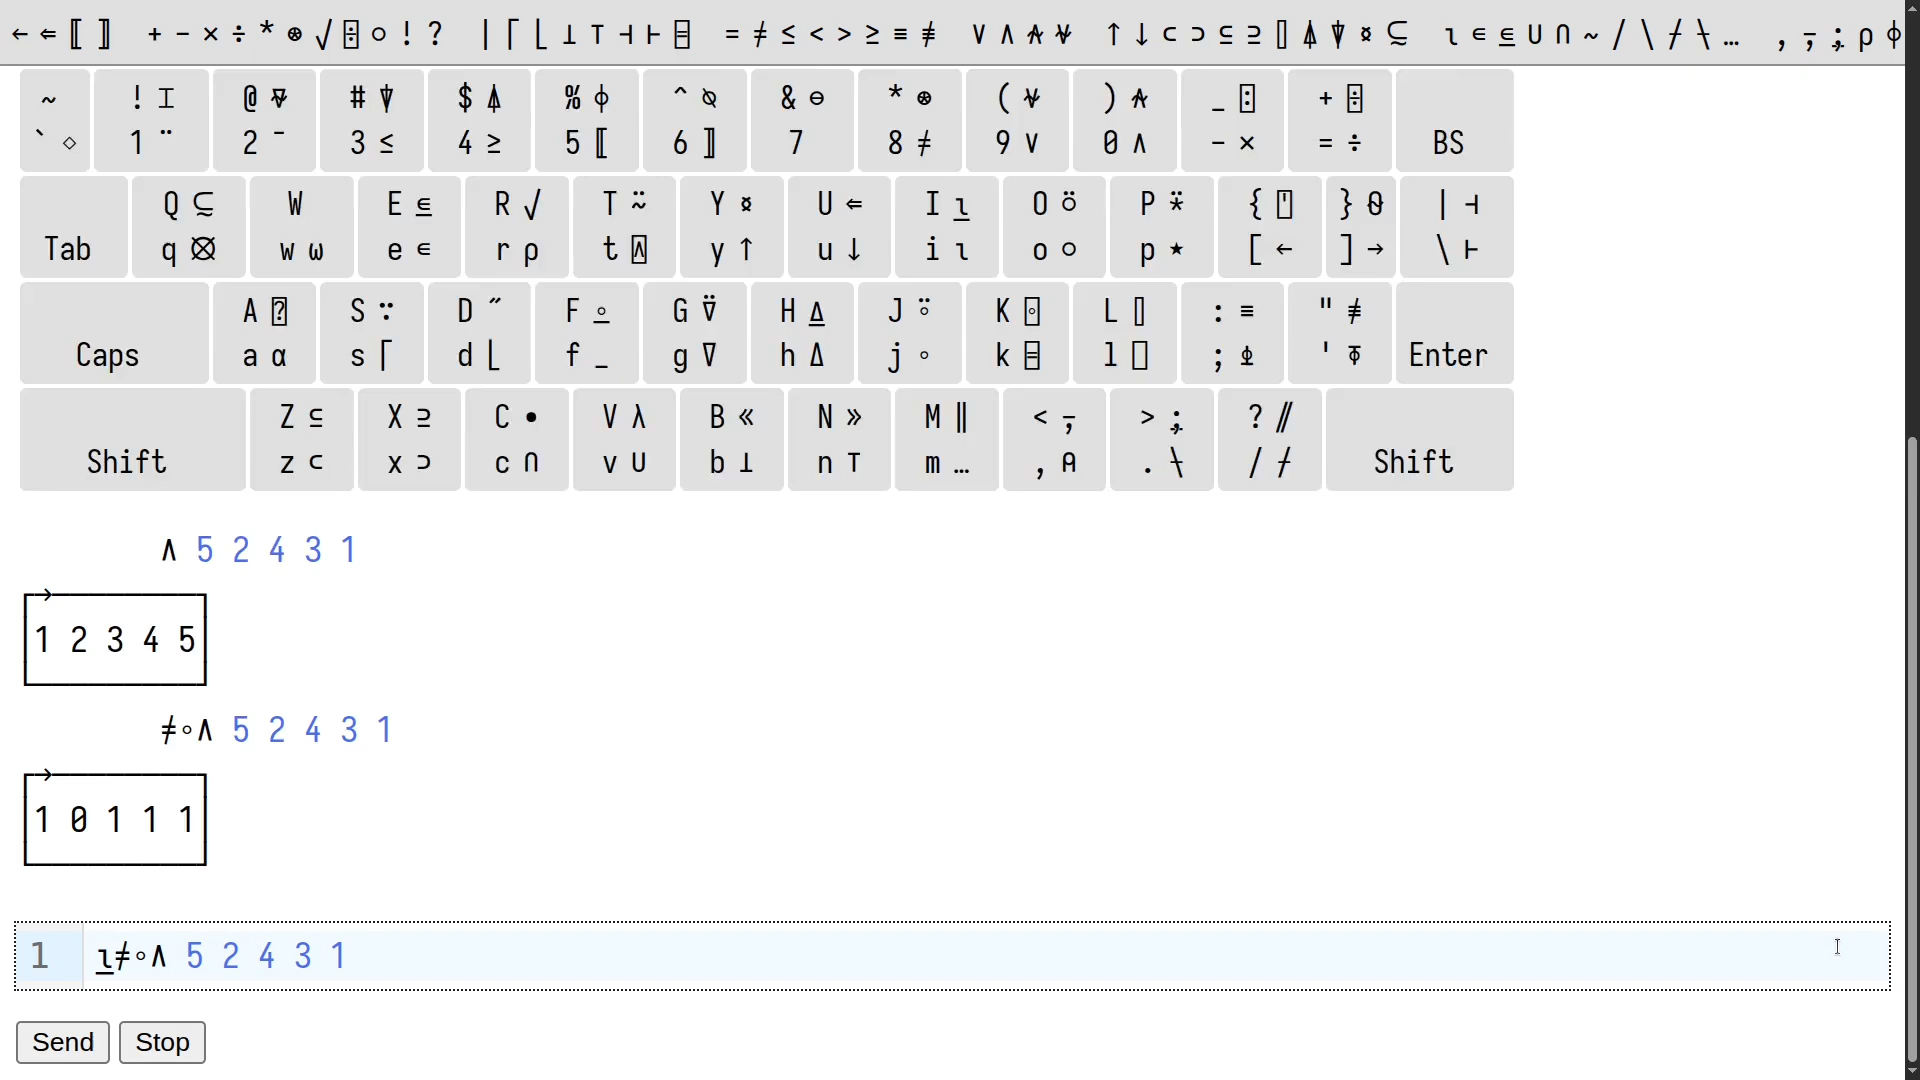 ← ⇐ ⟦ ⟧ + − × ÷ * ⊛ √ ⌹ ○ ! ? | ⌈ ⌊ ⊥ ⊤ ⊣ ⊢ ⌸ = ≠ ≤ < > ≥ ≡ ≢ ∨ ∧ ⍲ ⍱ ↑ ↓ ⊂ ⊃ ⊆ ⊇ ⌷ ⍋ ⍒ ¤ ⊊ ⍳ ∊ ⍷ ∪ ∩ ~ / \ ⌿ ⍀ … , ⍪ ⍮ ⍴ ⌽
~ ! ⌶ @ ⍫ # ⍒ $ ⍋ % ⌽ ^ ⍉ & ⊖ * ⍟ ( ⍱ ) ⍲ _ ⍠ + ⌹
` ⋄ 1 ¨ 2 ¯ 3 ≤ 4 ≥ 5 ⟦ 6 ⟧ 7 8 ≠ 9 ∨ 0 ∧ - × = ÷ BS
Q ⊊ W E ⍷ R √ T ⍨ Y ¤ U ⇐ I ⍸ O ⍥ P ⍣ { ⍞ } ⍬ | ⊣
Tab q ⦻ w ω e ∊ r ⍴ t ⍓ y ↑ u ↓ i ⍳ o ○ p ⋆ [ ← ] → \ ⊢
A ⍰ S ⍤ D ˝ F ⍛ G ⍢ H ⍙ J ⍤ K ⌻ L ⌷ : ≡ " ≢
Caps a ⍺ s ⌈ d ⌊ f _ g ∇ h ∆ j ∘ k ⌸ l ⎕ ; ⍎ ' ⍕ Enter
Z ⊆ X ⊇ C • V λ B « N » M ∥ < ⍪ > ⍮ ? ⫽
Shift z ⊂ x ⊃ c ∩ v ∪ b ⊥ n ⊤ m … , ⍝ . ⍀ / ⌿ Shift
∧ 5 2 4 3 1
1 2 3 4 5
≠∘∧ 5 2 4 3 1
1 0 1 1 1
1 ⍸≠∘∧ 5 2 4 3 1
Send Stop